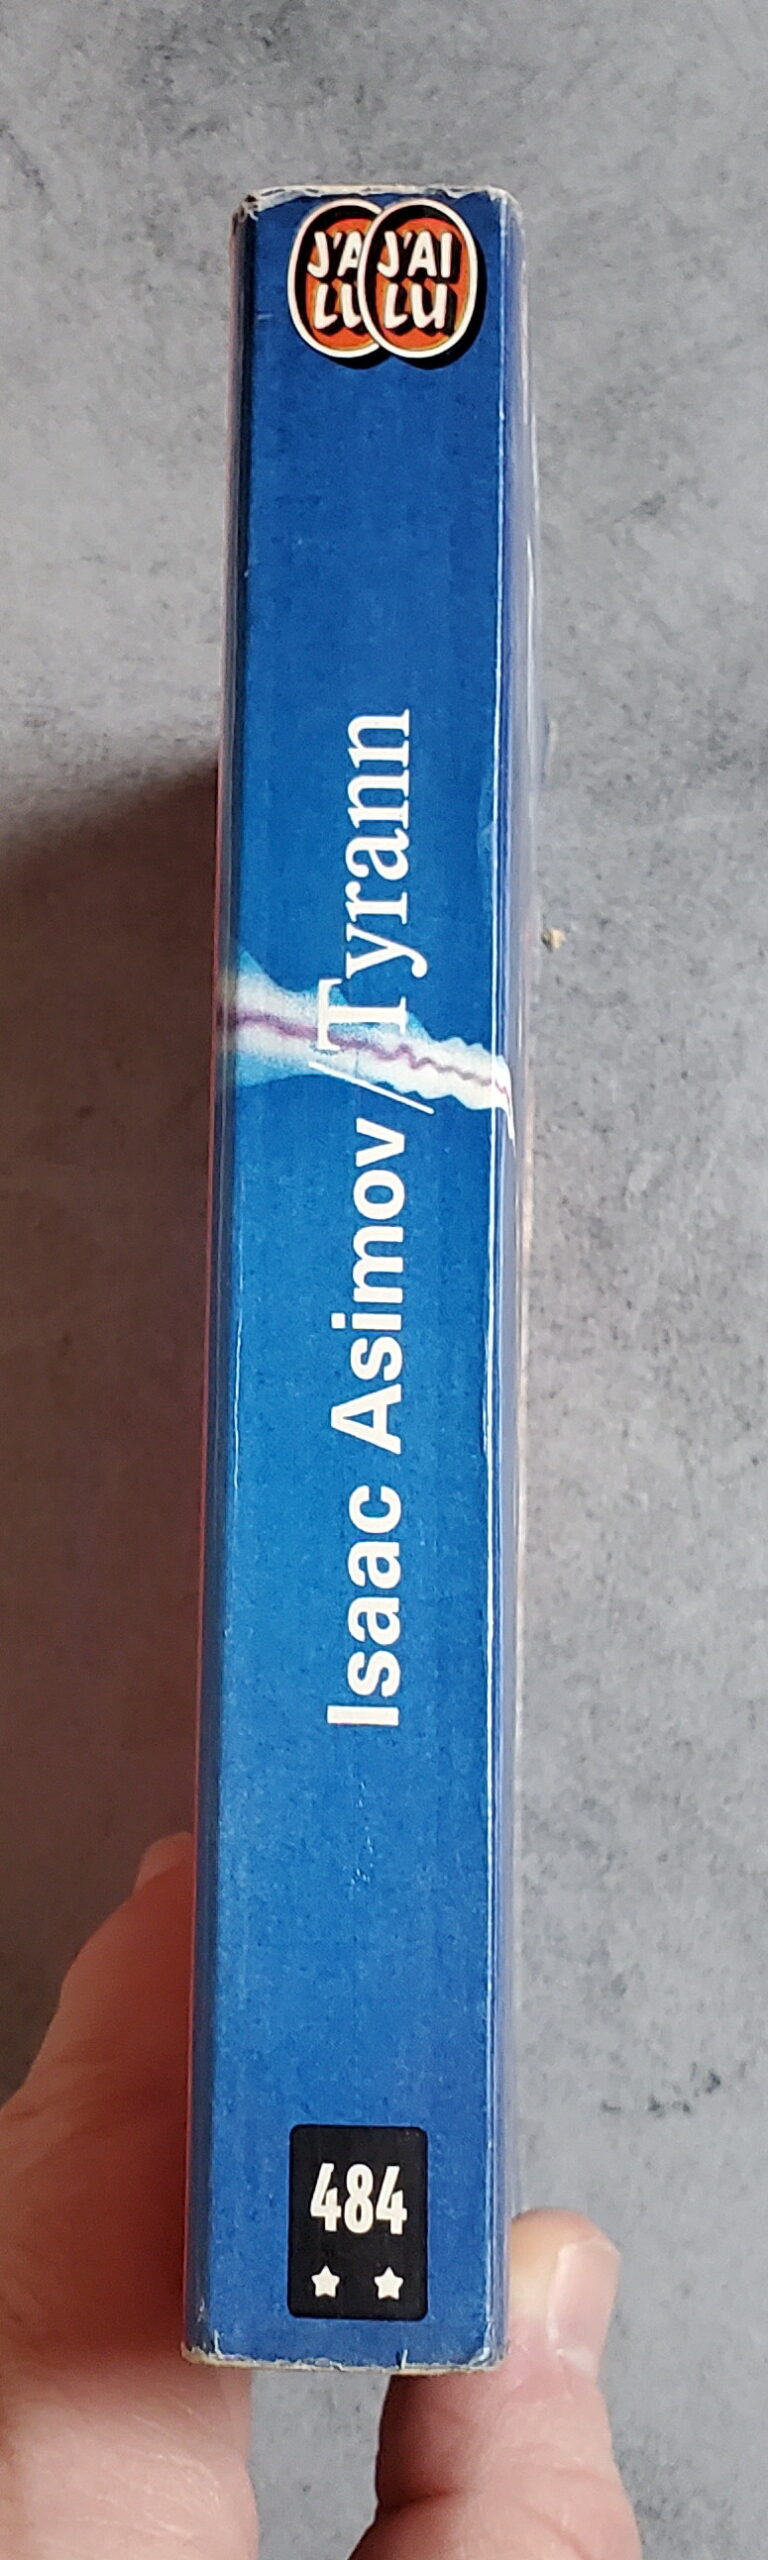 J'AI
LU
J'AI
LU
Isaac Asimov / Tyrann
484